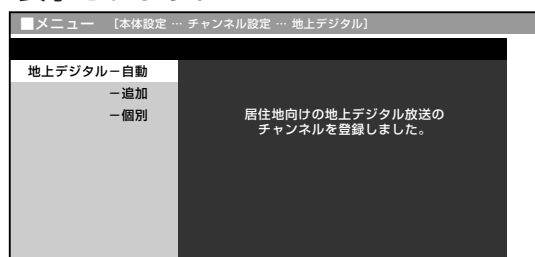 ■メニュー [本体設定 … チャンネル設定 … 地上デジタル]
地上デジタル－自動
－追加
－個別
居住地向けの地上デジタル放送の
チャンネルを登録しました。